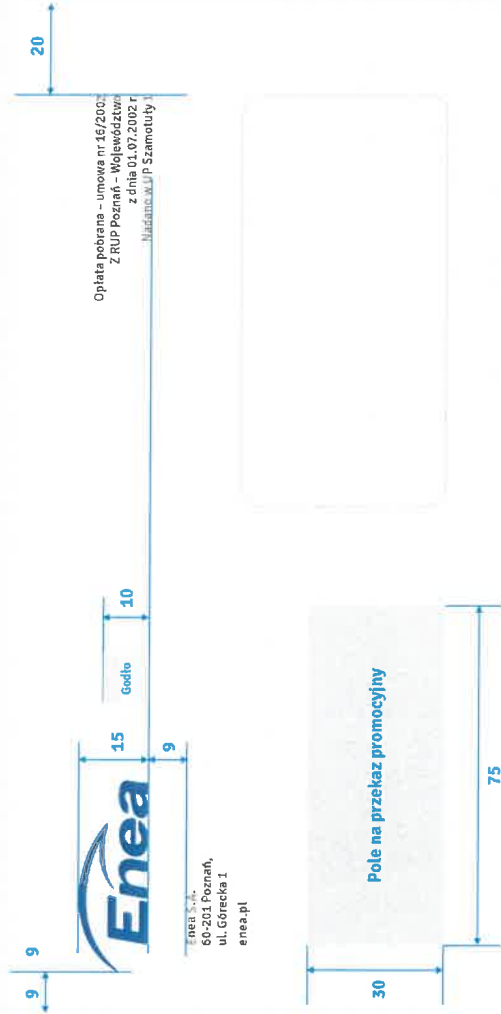 20
Opłata pobrana – umowa nr 16/2002
Z RUP Poznań – Województwo
z dnia 01.07.2002 r
Nadano w UP Szamotuły 1
10
Godło
15
9
9
9
Enea
Enea S.A.
60-201 Poznań,
ul. Górecka 1
enea.pl
Pole na przekaz promocyjny
30
75